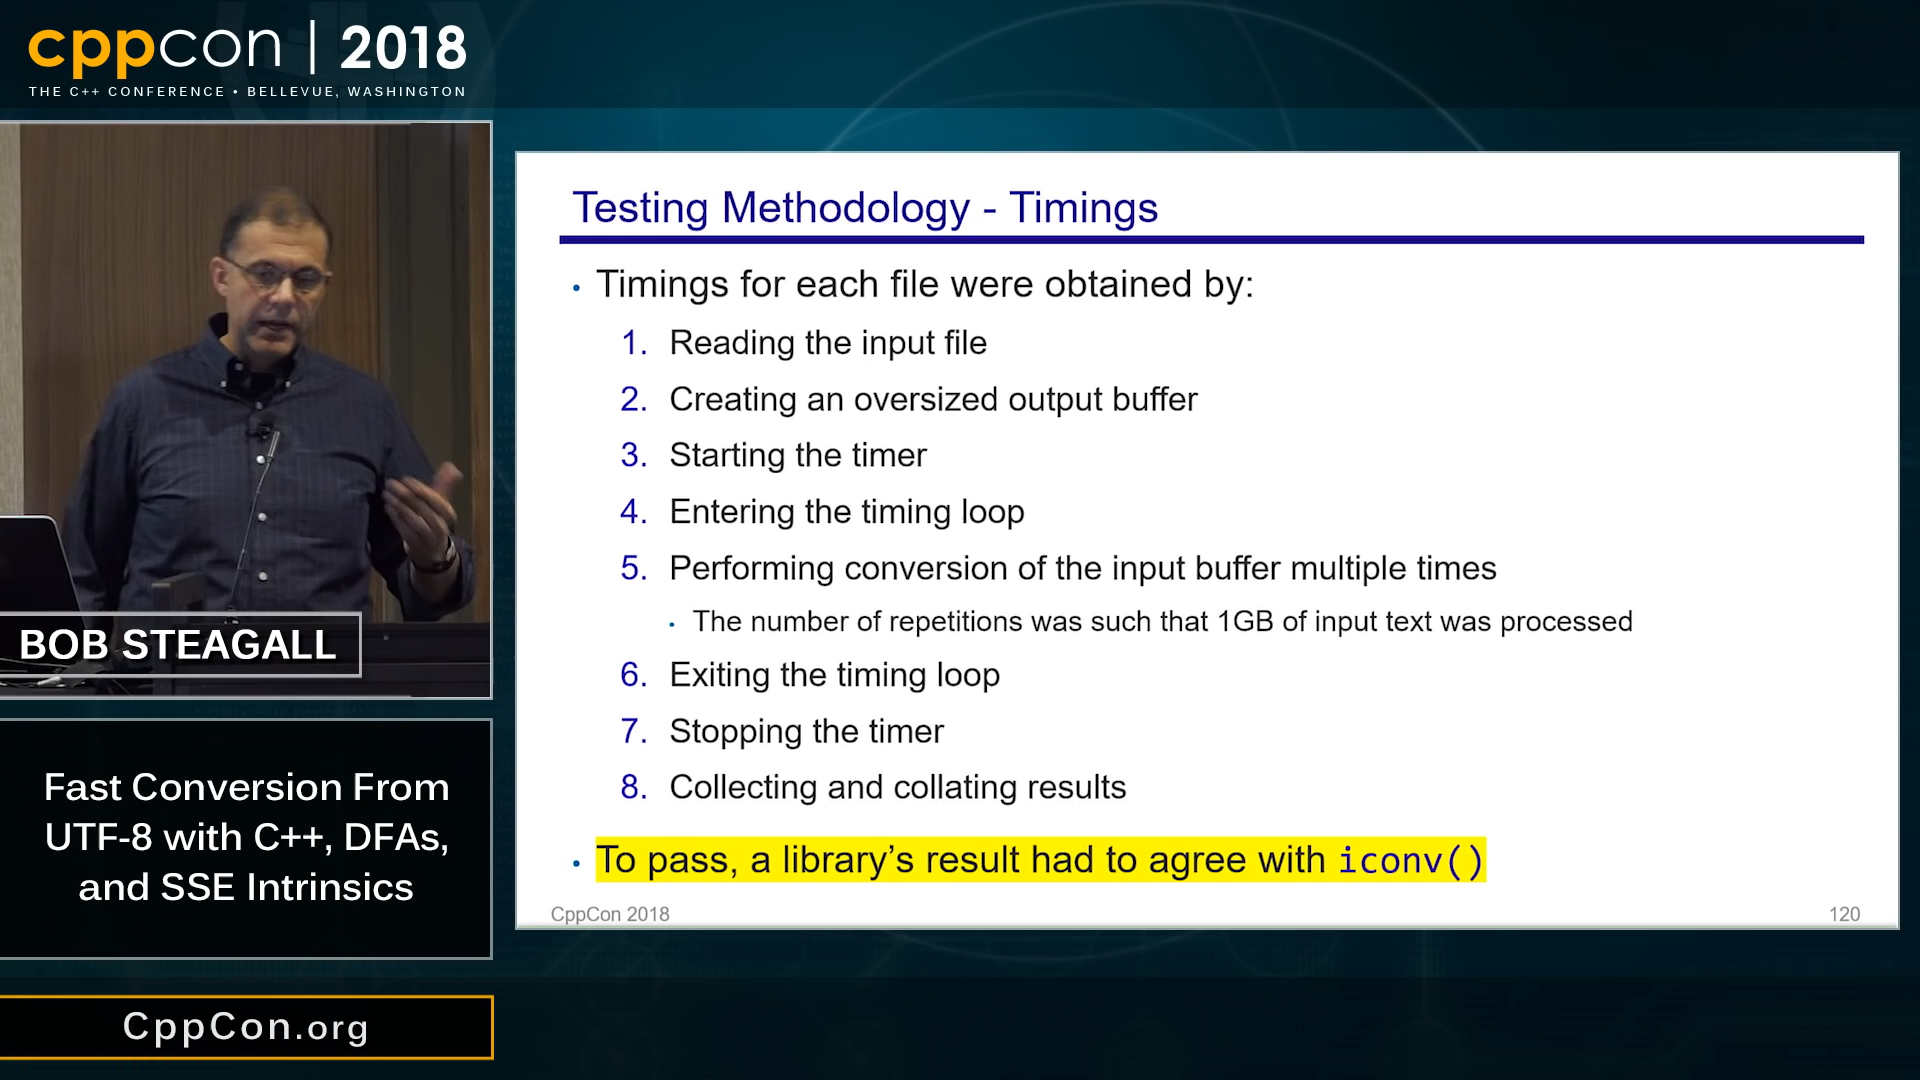 cppcon | 2018
THE C++ CONFERENCE • BELLEVUE, WASHINGTON
BOB STEAGALL
Fast Conversion From
UTF-8 with C++, DFAs,
and SSE Intrinsics
CppCon.org
Testing Methodology - Timings
• Timings for each file were obtained by:
1. Reading the input file
2. Creating an oversized output buffer
3. Starting the timer
4. Entering the timing loop
5. Performing conversion of the input buffer multiple times
• The number of repetitions was such that 1GB of input text was processed
6. Exiting the timing loop
7. Stopping the timer
8. Collecting and collating results
• To pass, a library’s result had to agree with iconv()
CppCon 2018
120